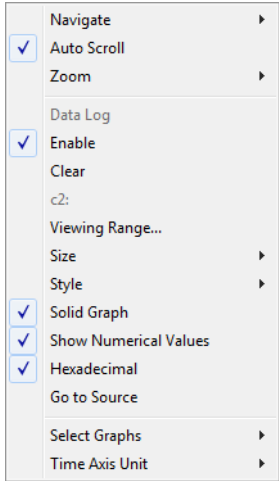 Navigate
Auto Scroll
Zoom
Data Log
Enable
Clear
c2:
Viewing Range...
Size
Style
Solid Graph
Show Numerical Values
Hexadecimal
Go to Source
Select Graphs
Time Axis Unit